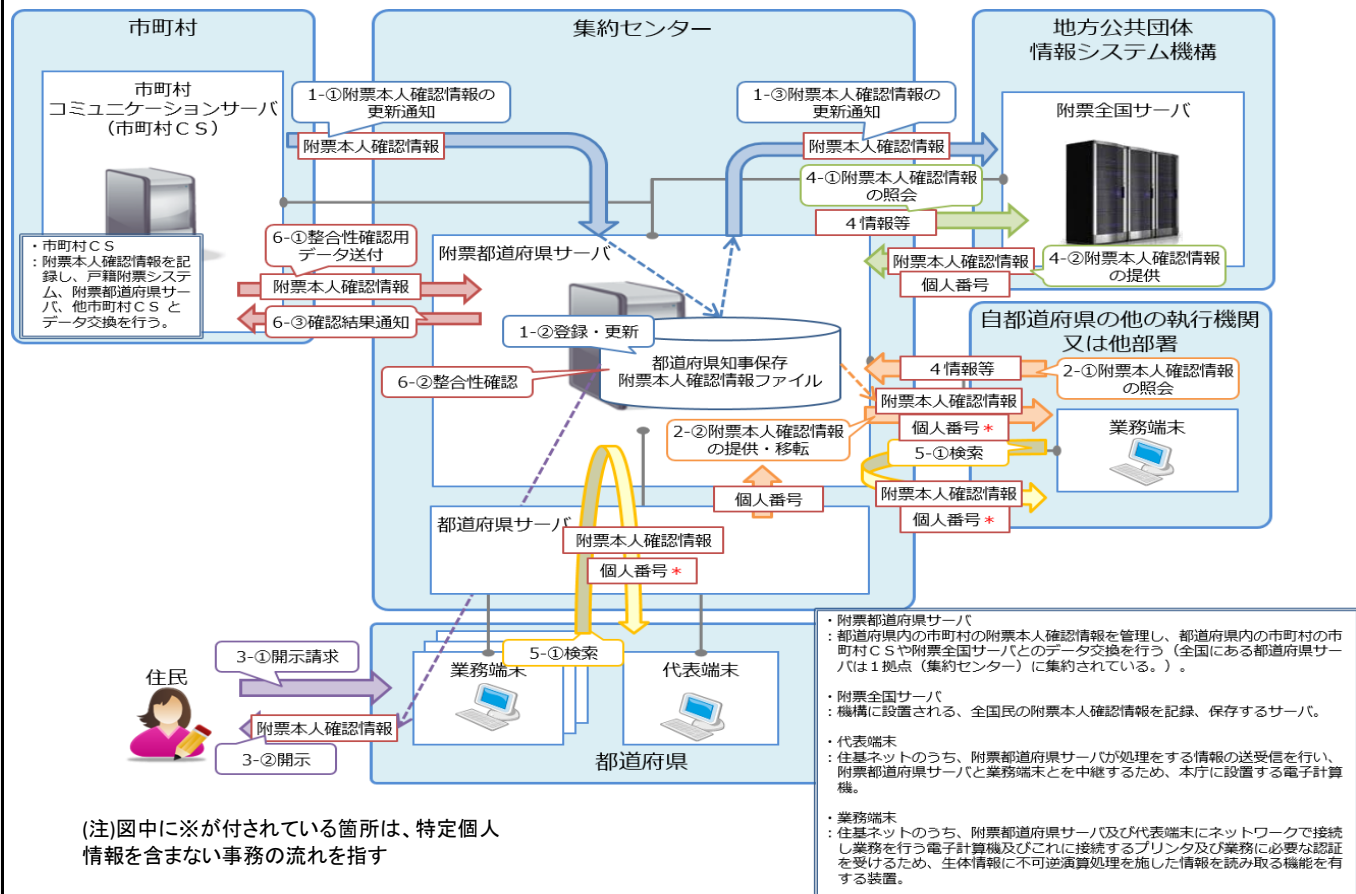 市町村
集約センター
地方公共団体
情報システム機構
市町村
コミュニケーションサーバ
（市町村ＣＳ）
1-①附票本人確認情報の
更新通知
附票本人確認情報
1-③附票本人確認情報の
更新通知
附票本人確認情報
附票全国サーバ
4-①附票本人確認情報
の照会
４情報等
附票本人確認情報
個人番号
4-②附票本人確認情報
の提供
・市町村ＣＳ
：附票本人確認情報を記
録し、戸籍附票システ
ム、附票都道府県サー
バ、他市町村ＣＳ と
データ交換を行う。
6-①整合性確認用
データ送付
附票本人確認情報
6-③確認結果通知
附票都道府県サーバ
1-②登録・更新
都道府県知事保存
附票本人確認情報ファイル
6-②整合性確認
自都道府県の他の執行機関
又は他部署
４情報等
2-①附票本人確認情報
の照会
附票本人確認情報
個人番号＊
2-②附票本人確認情報
の提供・移転
業務端末
5-①検索
附票本人確認情報
個人番号＊
個人番号
都道府県サーバ
附票本人確認情報
個人番号＊
住民
3-①開示請求
附票本人確認情報
3-②開示
5-①検索
業務端末
代表端末
都道府県
・附票都道府県サーバ
：都道府県内の市町村の附票本人確認情報を管理し、都道府県内の市町村の市
町村ＣＳや附票全国サーバとのデータ交換を行う（全国にある都道府県サー
バは１拠点（集約センター）に集約されている。）。
・附票全国サーバ
：機構に設置される、全国民の附票本人確認情報を記録、保存するサーバ。
・代表端末
：住基ネットのうち、附票都道府県サーバが処理をする情報の送受信を行い、
附票都道府県サーバと業務端末とを中継するため、本庁に設置する電子計算
機。
・業務端末
：住基ネットのうち、附票都道府県サーバ及び代表端末にネットワークで接続
し業務を行う電子計算機及びこれに接続するプリンタ及び業務に必要な認証
を受けるため、生体情報に不可逆演算処理を施した情報を読み取る機能を有
する装置。
(注)図中に※が付されている箇所は、特定個人
情報を含まない事務の流れを指す